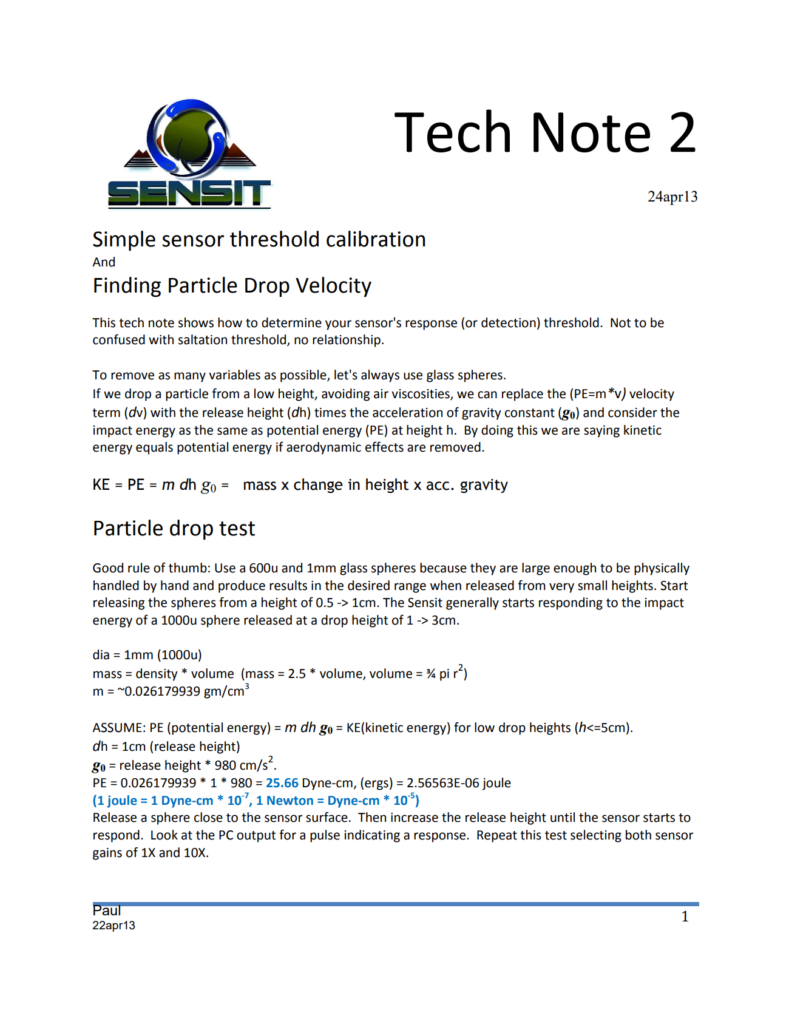 SENSIT
Tech Note 2
24apr13
Simple sensor threshold calibration
And
Finding Particle Drop Velocity
This tech note shows how to determine your sensor's response (or detection) threshold.  Not to be
confused with saltation threshold, no relationship.
To remove as many variables as possible, let's always use glass spheres.
If we drop a particle from a low height, avoiding air viscosities, we can replace the (PE=m*v) velocity
term (dv) with the release height (dh) times the acceleration of gravity constant (g₀) and consider the
impact energy as the same as potential energy (PE) at height h.  By doing this we are saying kinetic
energy equals potential energy if aerodynamic effects are removed.
KE = PE = m dh g₀ =   mass x change in height x acc. gravity
Particle drop test
Good rule of thumb: Use a 600u and 1mm glass spheres because they are large enough to be physically
handled by hand and produce results in the desired range when released from very small heights. Start
releasing the spheres from a height of 0.5 -> 1cm. The Sensit generally starts responding to the impact
energy of a 1000u sphere released at a drop height of 1 -> 3cm.
dia = 1mm (1000u)
mass = density * volume  (mass = 2.5 * volume, volume = ¾ pi r²)
m = ~0.026179939 gm/cm³
ASSUME: PE (potential energy) = m dh g₀ = KE(kinetic energy) for low drop heights (h<=5cm).
dh = 1cm (release height)
g₀ = release height * 980 cm/s².
PE = 0.026179939 * 1 * 980 = 25.66 Dyne-cm, (ergs) = 2.56563E-06 joule
(1 joule = 1 Dyne-cm * 10⁻⁷, 1 Newton = Dyne-cm * 10⁻⁵)
Release a sphere close to the sensor surface.  Then increase the release height until the sensor starts to
respond.  Look at the PC output for a pulse indicating a response.  Repeat this test selecting both sensor
gains of 1X and 10X.
Paul
22apr13
1